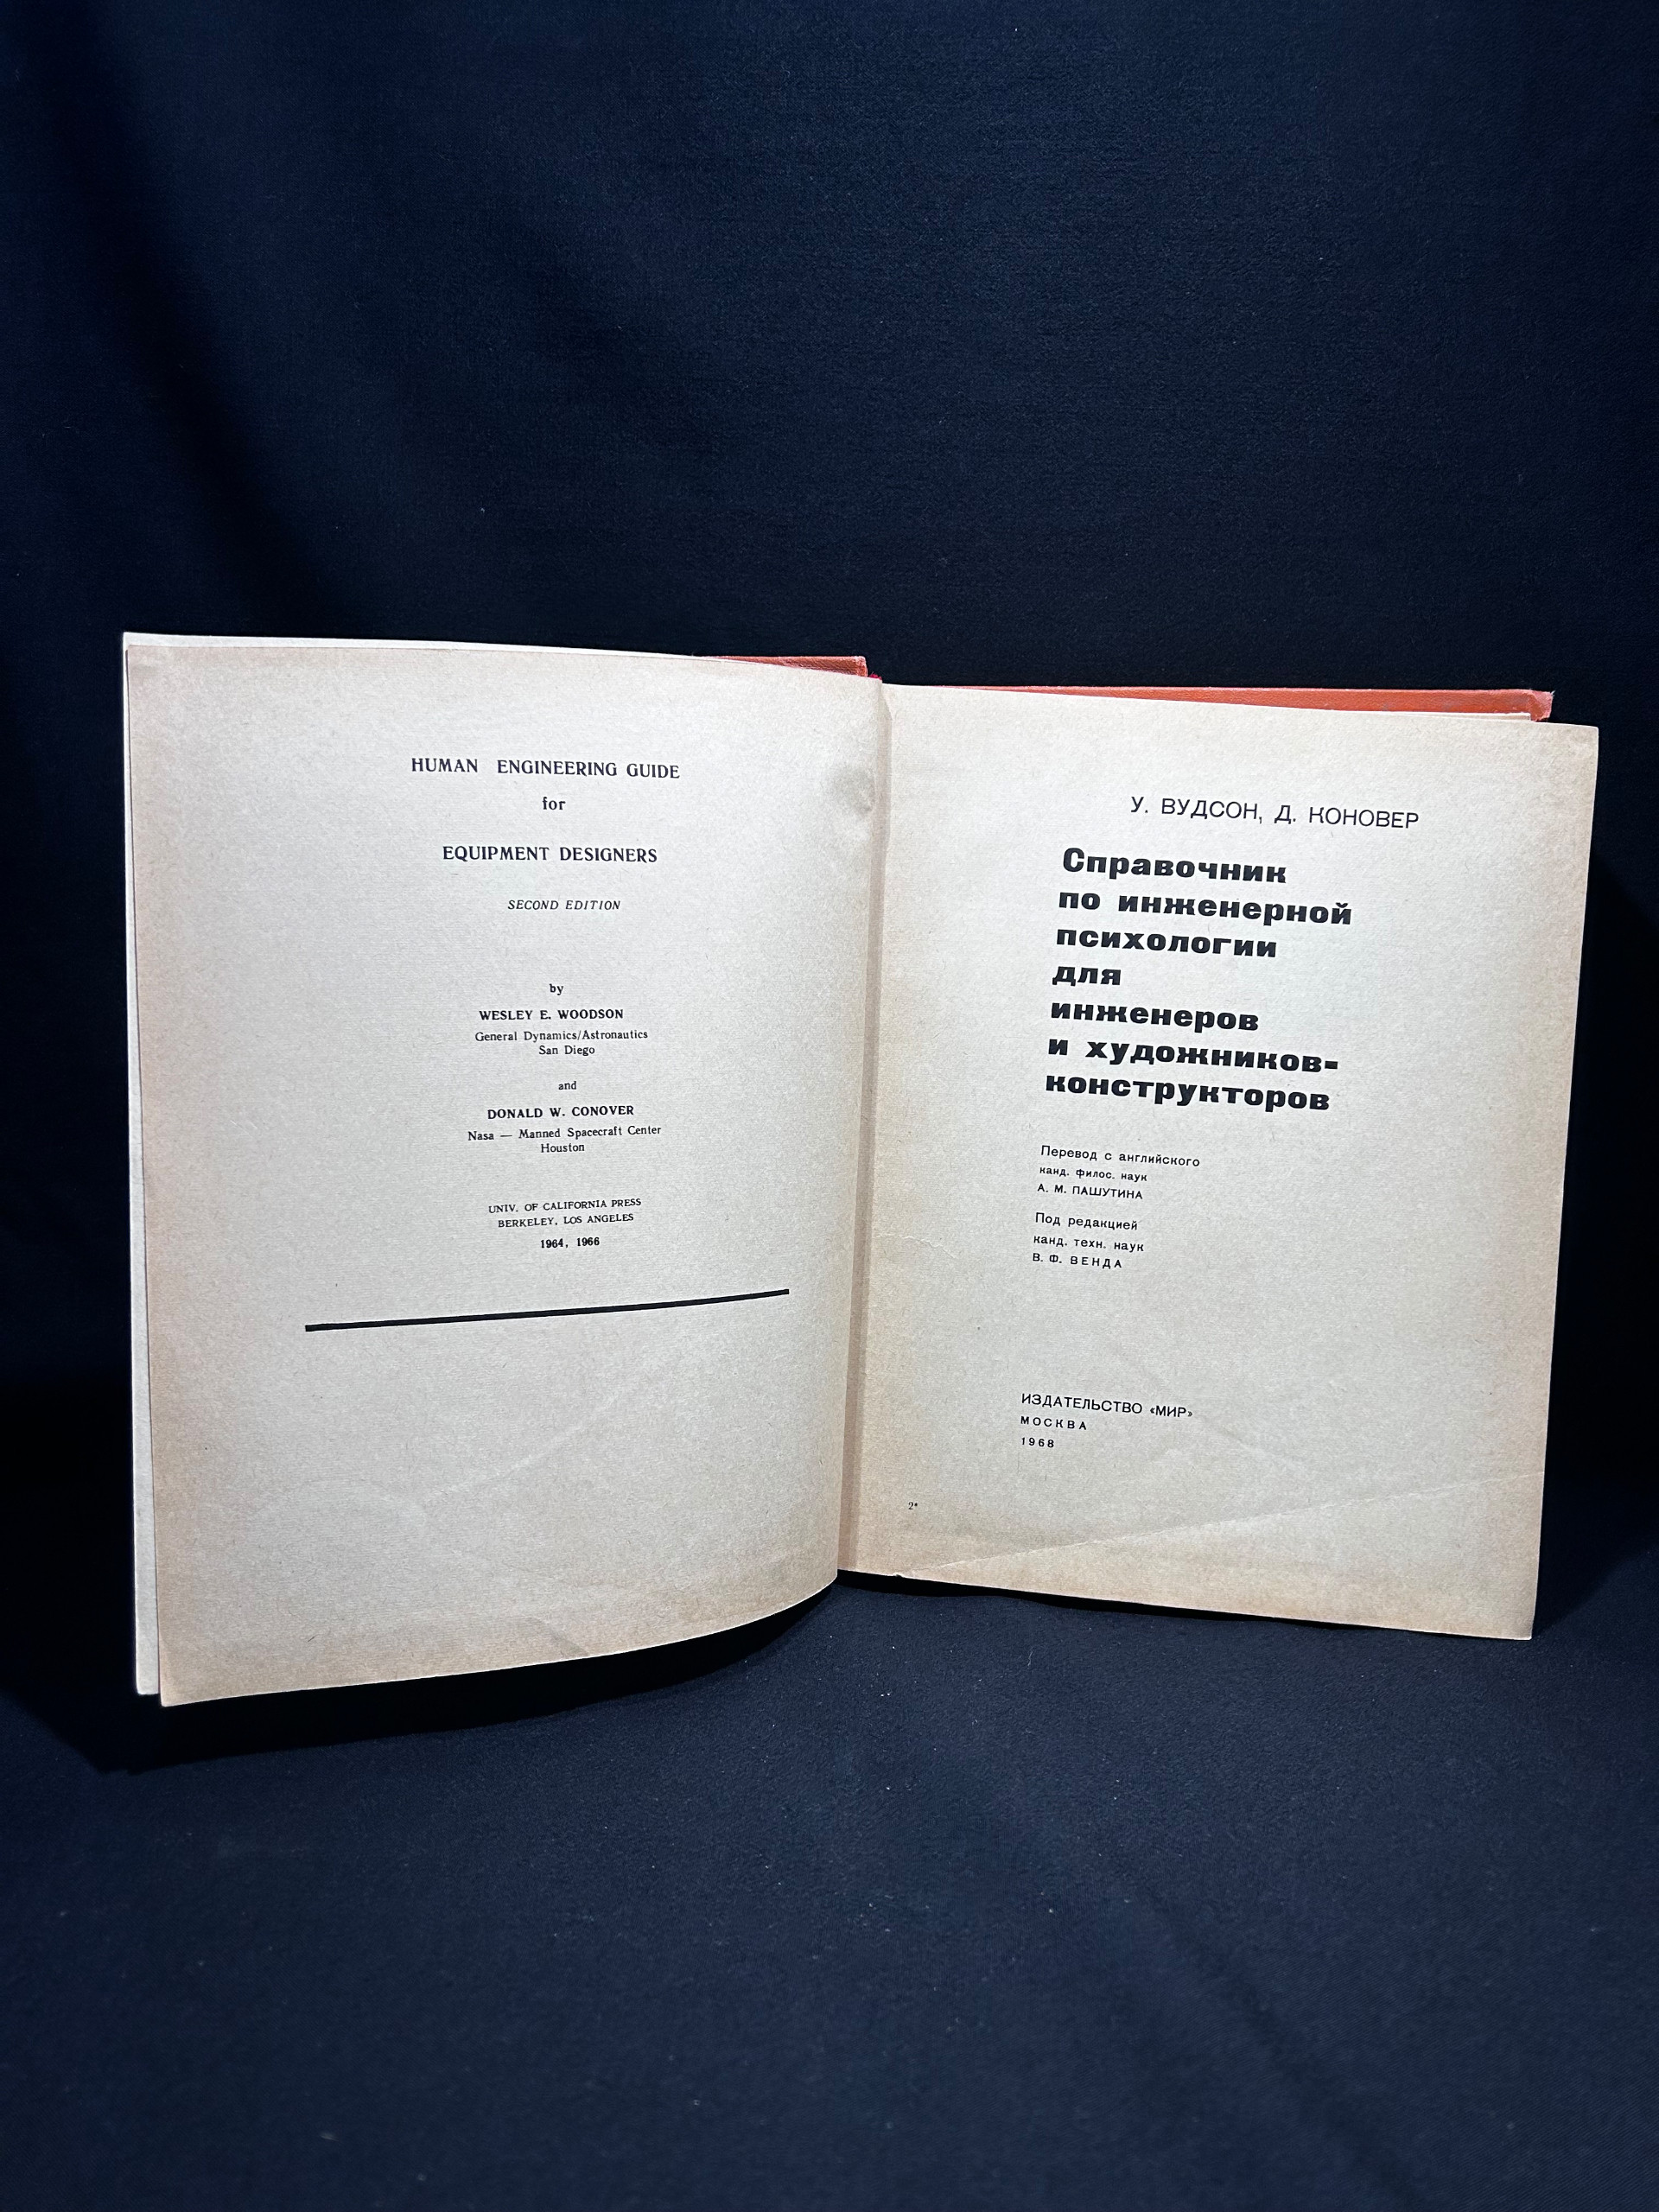 HUMAN ENGINEERING GUIDE
for
EQUIPMENT DESIGNERS
SECOND EDITION
by
WESLEY E. WOODSON
General Dynamics/Astronautics
San Diego
and
DONALD W. CONOVER
Nasa — Manned Spacecraft Center
Houston
UNIV. OF CALIFORNIA PRESS
BERKELEY, LOS ANGELES
1964, 1966
У. ВУДСОН, Д. КОНОВЕР
Справочник
по инженерной
психологии
для
инженеров
и художников-
конструкторов
Перевод с английского
канд. филос. наук
А. М. ПАШУТИНА
Под редакцией
канд. техн. наук
В. Ф. ВЕНДА
ИЗДАТЕЛЬСТВО «МИР»
МОСКВА
1968
2*